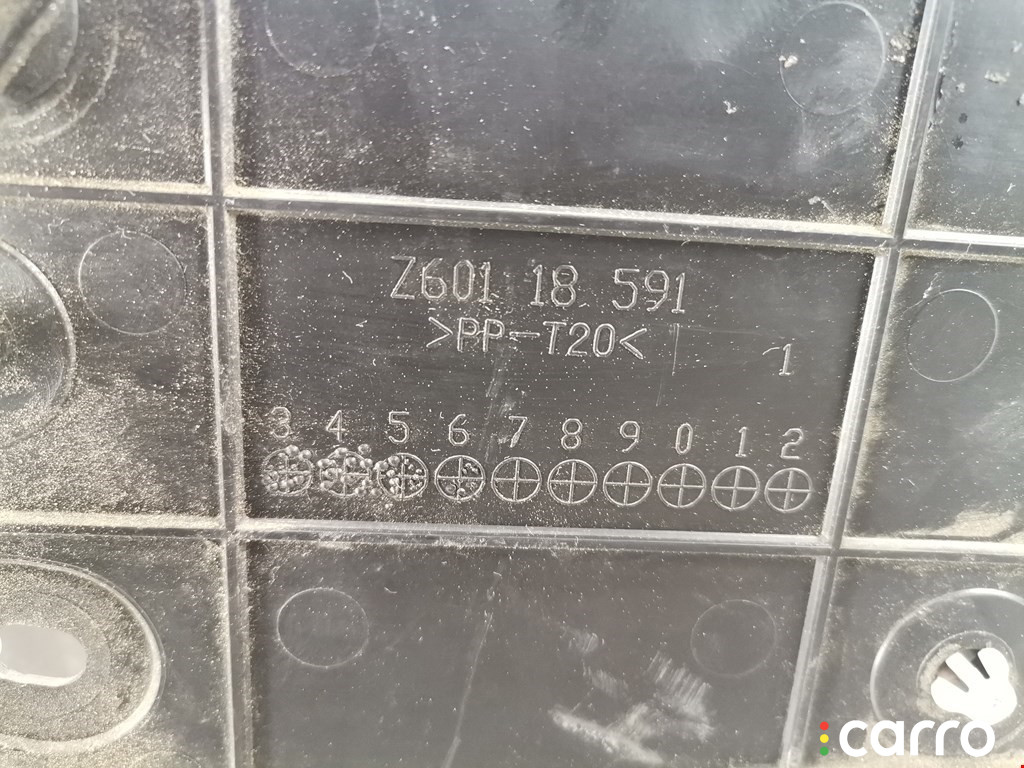 Z601 18 591
>PP-T20<
1
3 4 5 6 7 8 9 0 1 2
carro